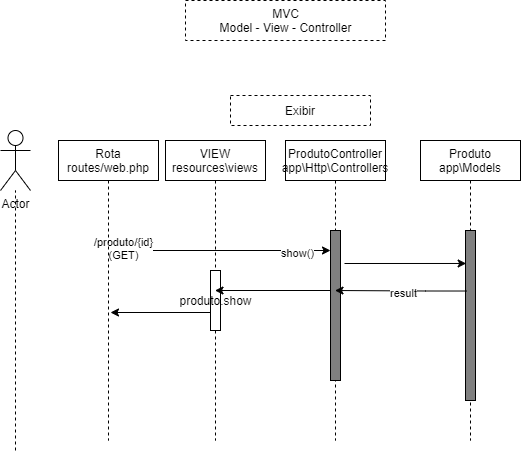 MVC
Model - View - Controller
Exibir
Actor
Rota
routes/web.php
VIEW
resources\views
ProdutoController
app\Http\Controllers
Produto
app\Models
/produto/{id}
(GET)
show()
result
produto.show